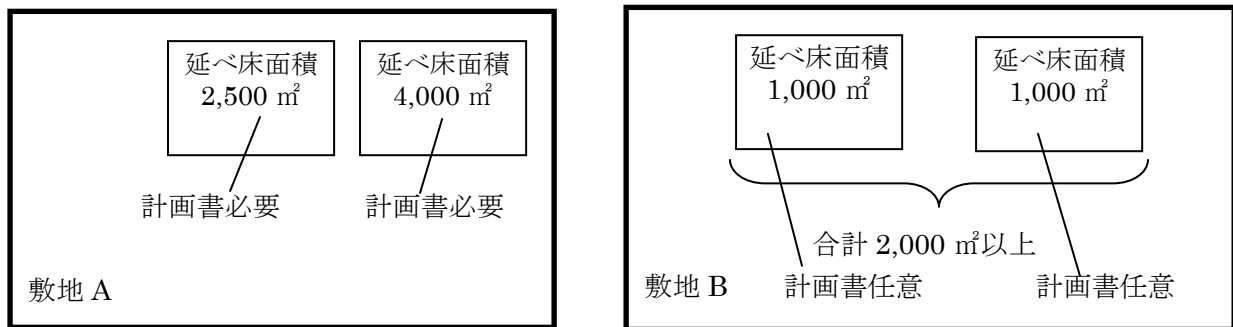 延べ床面積
2,500 ㎡
延べ床面積
4,000 ㎡
計画書必要
計画書必要
敷地 A
延べ床面積
1,000 ㎡
延べ床面積
1,000 ㎡
合計 2,000 ㎡以上
敷地 B
計画書任意
計画書任意